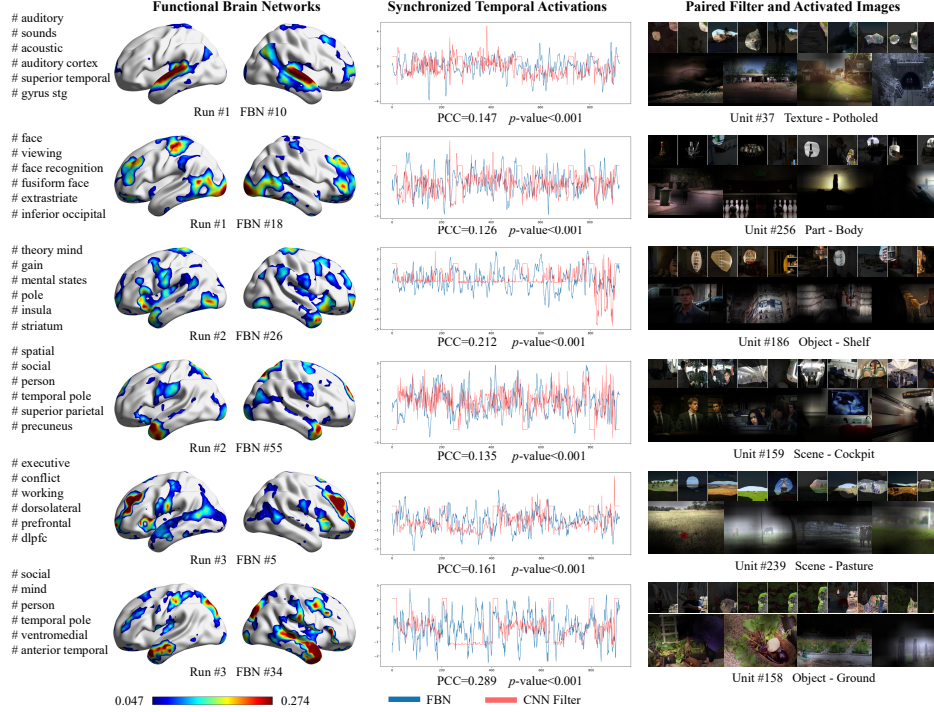 Functional Brain Networks
Synchronized Temporal Activations
Paired Filter and Activated Images
# auditory
# sounds
# acoustic
# auditory cortex
# superior temporal
# gyrus stg
Run #1 FBN #10
PCC=0.147 p-value<0.001
Unit #37 Texture - Potholed
# face
# viewing
# face recognition
# fusiform face
# extrastriate
# inferior occipital
Run #1 FBN #18
PCC=0.126 p-value<0.001
Unit #256 Part - Body
# theory mind
# gain
# mental states
# pole
# insula
# striatum
Run #2 FBN #26
PCC=0.212 p-value<0.001
Unit #186 Object - Shelf
# spatial
# social
# person
# temporal pole
# superior parietal
# precuneus
Run #2 FBN #55
PCC=0.135 p-value<0.001
Unit #159 Scene - Cockpit
# executive
# conflict
# working
# dorsolateral
# prefrontal
# dlpfc
Run #3 FBN #5
PCC=0.161 p-value<0.001
Unit #239 Scene - Pasture
# social
# mind
# person
# temporal pole
# ventromedial
# anterior temporal
Run #3 FBN #34
PCC=0.289 p-value<0.001
Unit #158 Object - Ground
0.047 0.274
FBN
CNN Filter